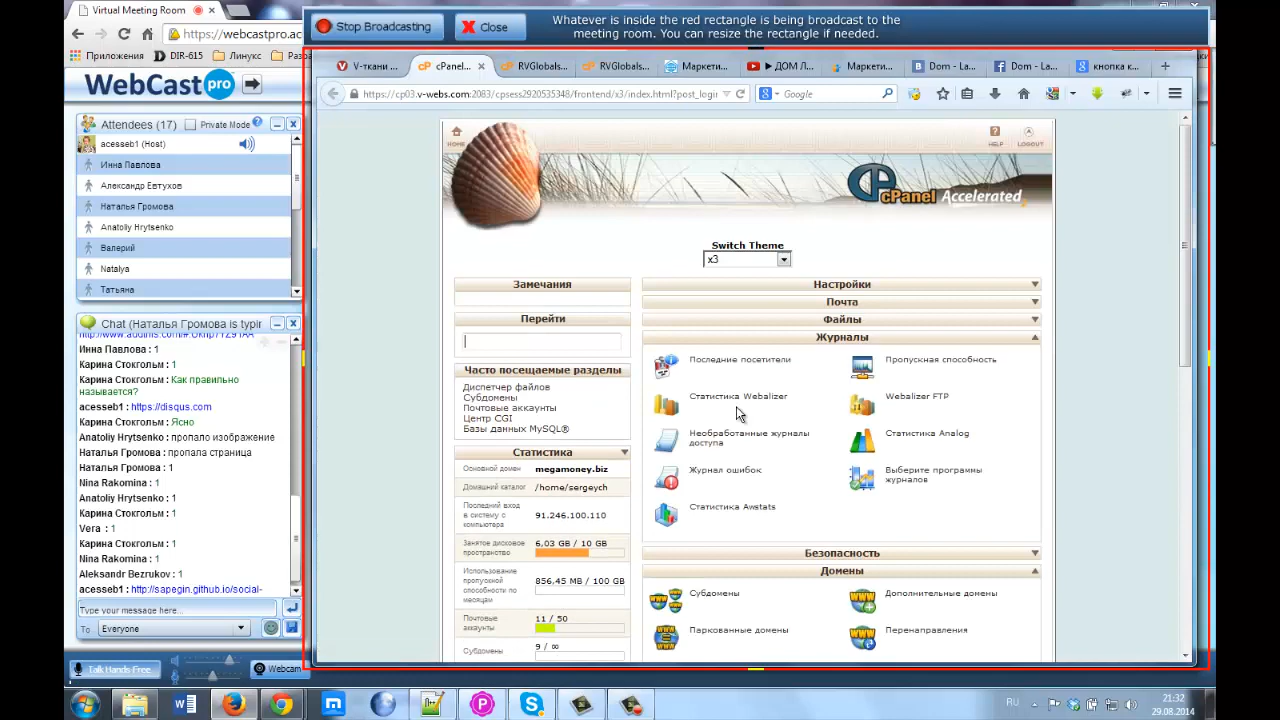 Virtual Meeting Room
Stop Broadcasting
Close
Whatever is inside the red rectangle is being broadcast to the
meeting room. You can resize the rectangle if needed.
https://webcastpro.ac
Приложения
DIR-615
Линукс
WebCast pro
V-ткани ...
cPanel...
RVGlobals...
RVGlobals...
Маркети...
ДОМ Л...
Маркети...
Dom - La...
Dom - La...
кнопка к...
https://cp03.v-webs.com:2083/cpsess2920535348/frontend/x3/index.html?post_login
Google
Attendees (17)
Private Mode
acesseb1 (Host)
Инна Павлова
Александр Евтухов
Наталья Громова
Anatoliy Hrytsenko
Валерий
Natalya
Татьяна
Chat (Наталья Громова is typir
Инна Павлова : 1
Карина Стокгольм : 1
Карина Стокгольм : Как правильно
называется?
acesseb1 : https://disqus.com
Карина Стокгольм : Ясно
Anatoliy Hrytsenko : пропало изображение
Наталья Громова : пропала страница
Наталья Громова : 1
Nina Rakomina : 1
Anatoliy Hrytsenko : 1
Наталья Громова : 1
Vera : 1
Карина Стокгольм : 1
Nina Rakomina : 1
Aleksandr Bezrukov : 1
acesseb1 : http://sapegin.github.io/social-
Type your message here...
To
Everyone
Talk Hands-Free
Webcam
HOME
HELP
LOGOUT
cPanel Accelerated
Switch Theme
x3
Замечания
Перейти
Часто посещаемые разделы
Диспетчер файлов
Субдомены
Почтовые аккаунты
Центр CGI
Базы данных MySQL®
Статистика
Основной домен megamoney.biz
Домашний каталог /home/sergeych
Последний вход
в систему с
компьютера
91.246.100.110
Занятое дисковое
пространство
6,03 GB / 10 GB
Использование
пропускной
способности по
месяцам
856,45 MB / 100 GB
Почтовые
аккаунты
11 / 50
Субдомены
9 / ∞
Настройки
Почта
Файлы
Журналы
Последние посетители
Пропускная способность
Статистика Webalizer
Webalizer FTP
Необработанные журналы
доступа
Статистика Analog
Журнал ошибок
Выберите программы
журналов
Статистика Awstats
Безопасность
Домены
Субдомены
Дополнительные домены
Паркованные домены
Перенаправления
RU
21:32
29.08.2014